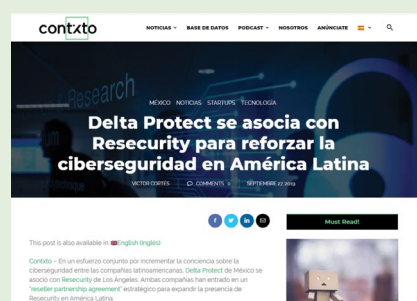 contxto
NOTICIAS BASE DE DATOS PODCAST NOSOTROS ANÚNCIATE
Research
MÉXICO NOTICIAS STARTUPS TECNOLOGÍA
Delta Protect se asocia con
Resecurity para reforzar la
ciberseguridad en América Latina
VICTOR CORTÉS COMMENTS 0 SEPTIEMBRE 27, 2019
Must Read!
This post is also available in: English (Inglés)
Contxto – En un esfuerzo conjunto por incrementar la conciencia sobre la
ciberseguridad entre las compañías latinoamericanas, Delta Protect de México se
asoció con Resecurity de Los Ángeles. Ambas compañías han entrado en un
"reseller partnership agreement" estratégico para expandir la presencia de
Resecurity en América Latina.